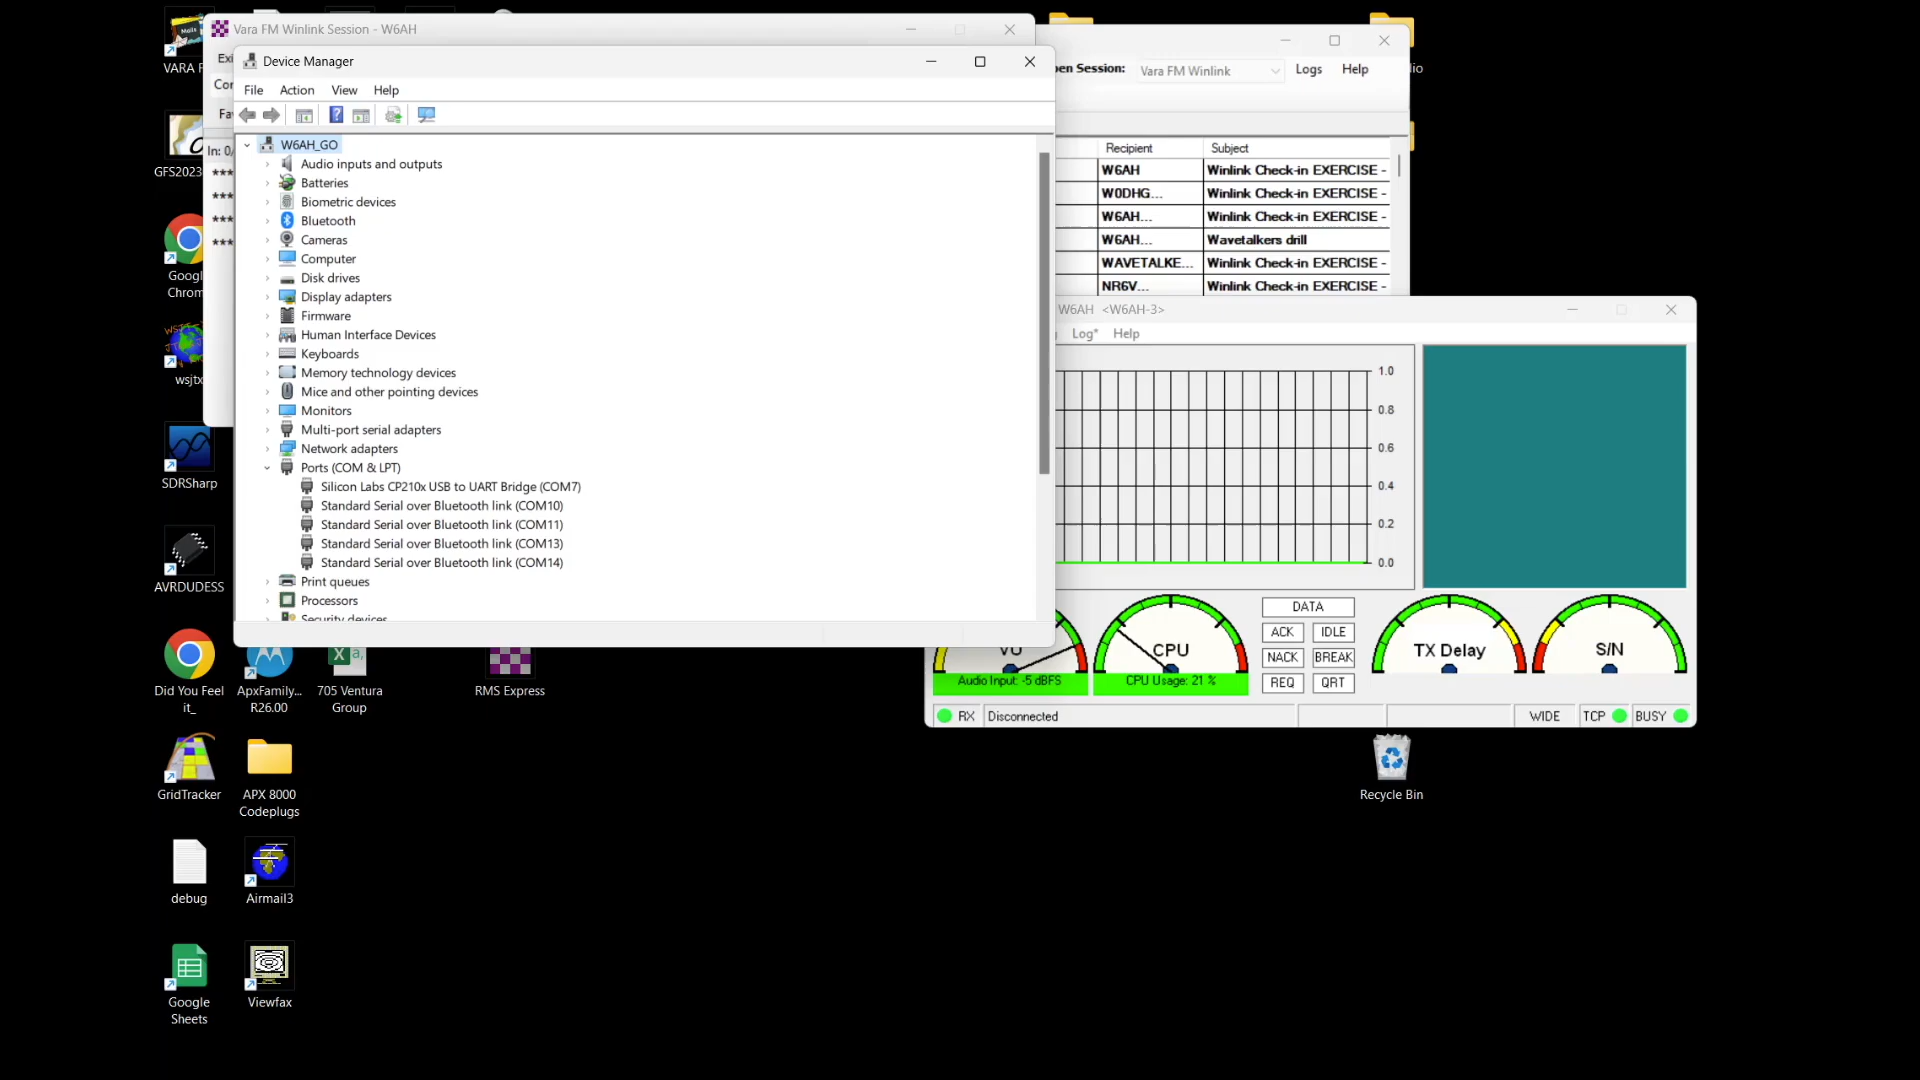 Vara FM Winlink Session - W6AH
Device Manager
File Action View Help
W6AH_GO
Audio inputs and outputs
Batteries
Biometric devices
Bluetooth
Cameras
Computer
Disk drives
Display adapters
Firmware
Human Interface Devices
Keyboards
Memory technology devices
Mice and other pointing devices
Monitors
Multi-port serial adapters
Network adapters
Ports (COM & LPT)
Silicon Labs CP210x USB to UART Bridge (COM7)
Standard Serial over Bluetooth link (COM10)
Standard Serial over Bluetooth link (COM11)
Standard Serial over Bluetooth link (COM13)
Standard Serial over Bluetooth link (COM14)
Print queues
Processors
Security devices
In: 0/
***
***
***
***
Session: Vara FM Winlink Logs Help
Recipient Subject
W6AH Winlink Check-in EXERCISE -
W0DHG... Winlink Check-in EXERCISE -
W6AH... Winlink Check-in EXERCISE -
W6AH... Wavetalkers drill
WAVETALKE... Winlink Check-in EXERCISE -
NR6V... Winlink Check-in EXERCISE -
W6AH <W6AH-3>
Log* Help
1.0
0.8
0.6
0.4
0.2
0.0
VU
Audio Input: -5 dBFS
CPU
CPU Usage: 21 %
DATA
ACK IDLE
NACK BREAK
REQ QRT
TX Delay
S/N
RX Disconnected WIDE TCP BUSY
VARA
GFS2023
Google
Chrom
wsjtx
SDRSharp
AVRDUDESS
Did You Feel
it_
ApxFamily...
R26.00
705 Ventura
Group
RMS Express
GridTracker
APX 8000
Codeplugs
debug
Airmail3
Google
Sheets
Viewfax
Recycle Bin